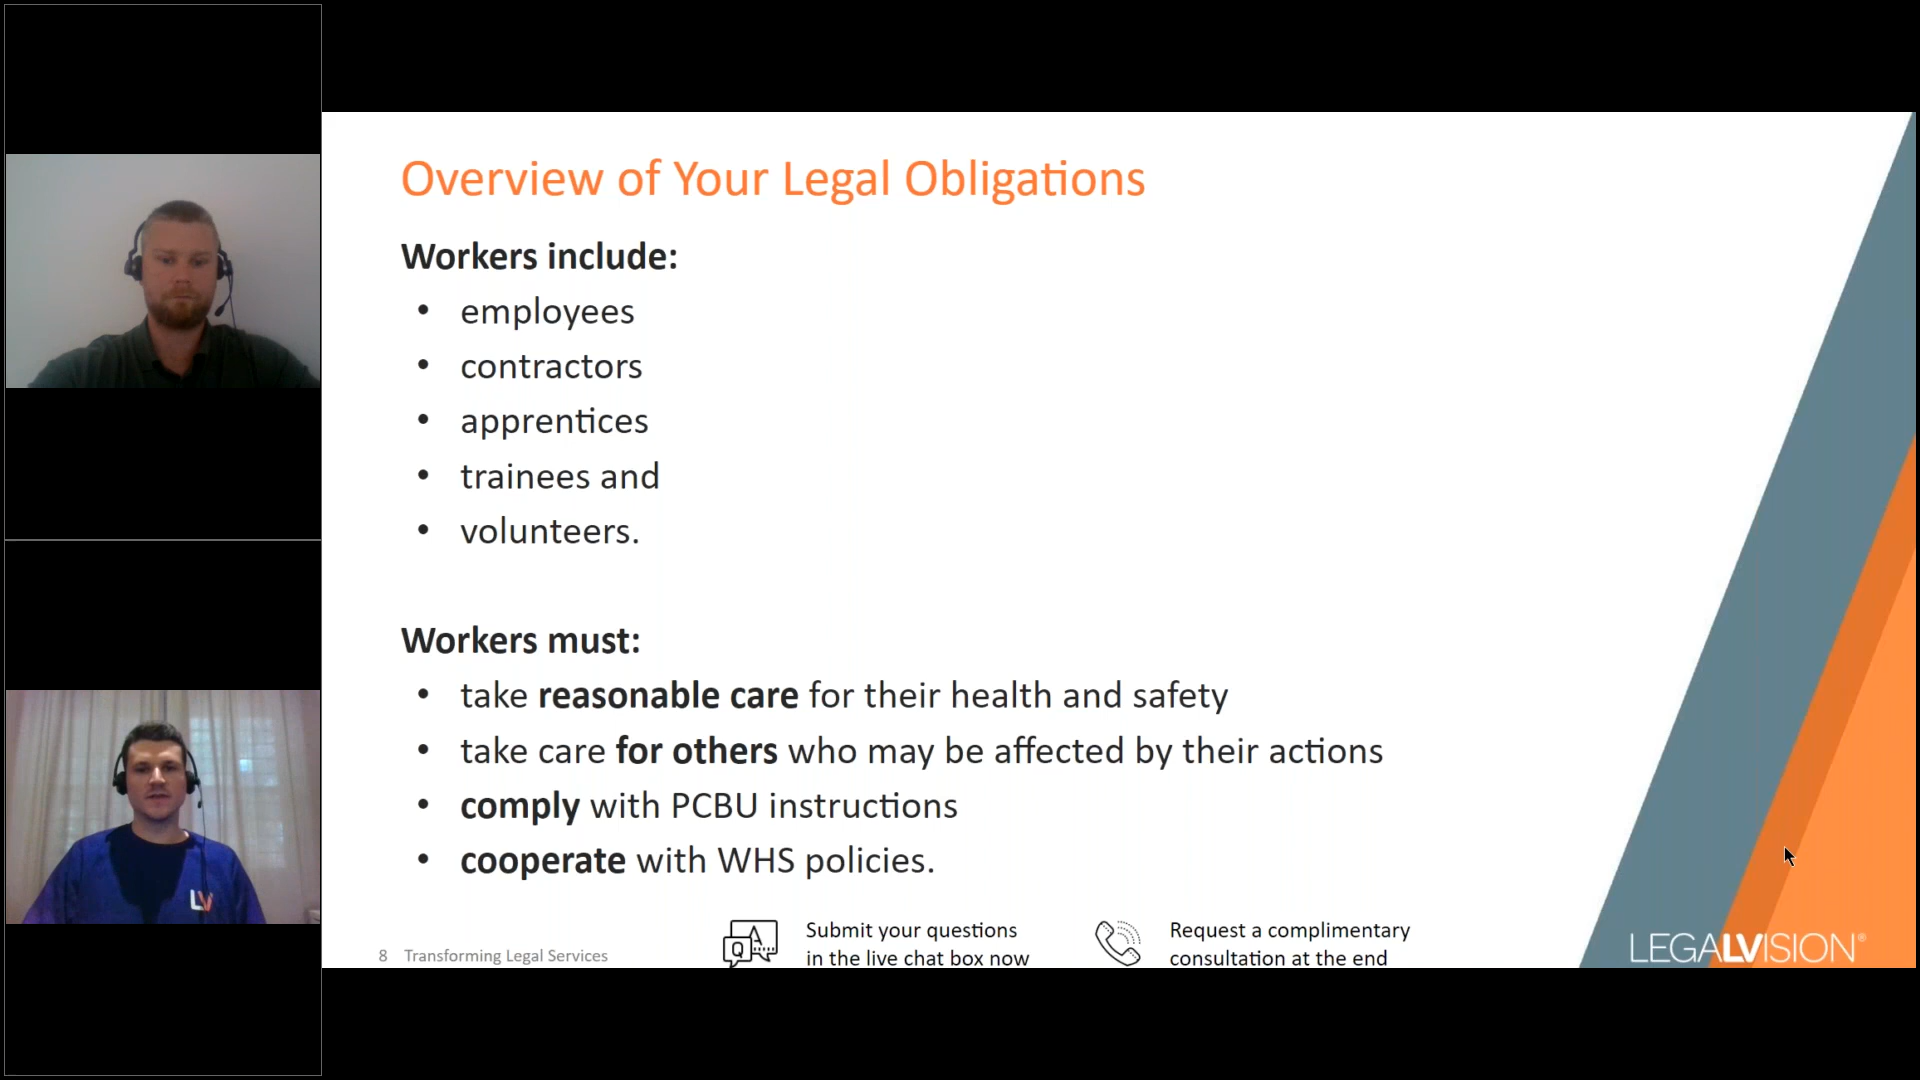 Overview of Your Legal Obligations
Workers include:
• employees
• contractors
• apprentices
• trainees and
• volunteers.
Workers must:
• take reasonable care for their health and safety
• take care for others who may be affected by their actions
• comply with PCBU instructions
• cooperate with WHS policies.
8 Transforming Legal Services
Q A
Submit your questions
in the live chat box now
Request a complimentary
consultation at the end
LEGALVISION®
LV